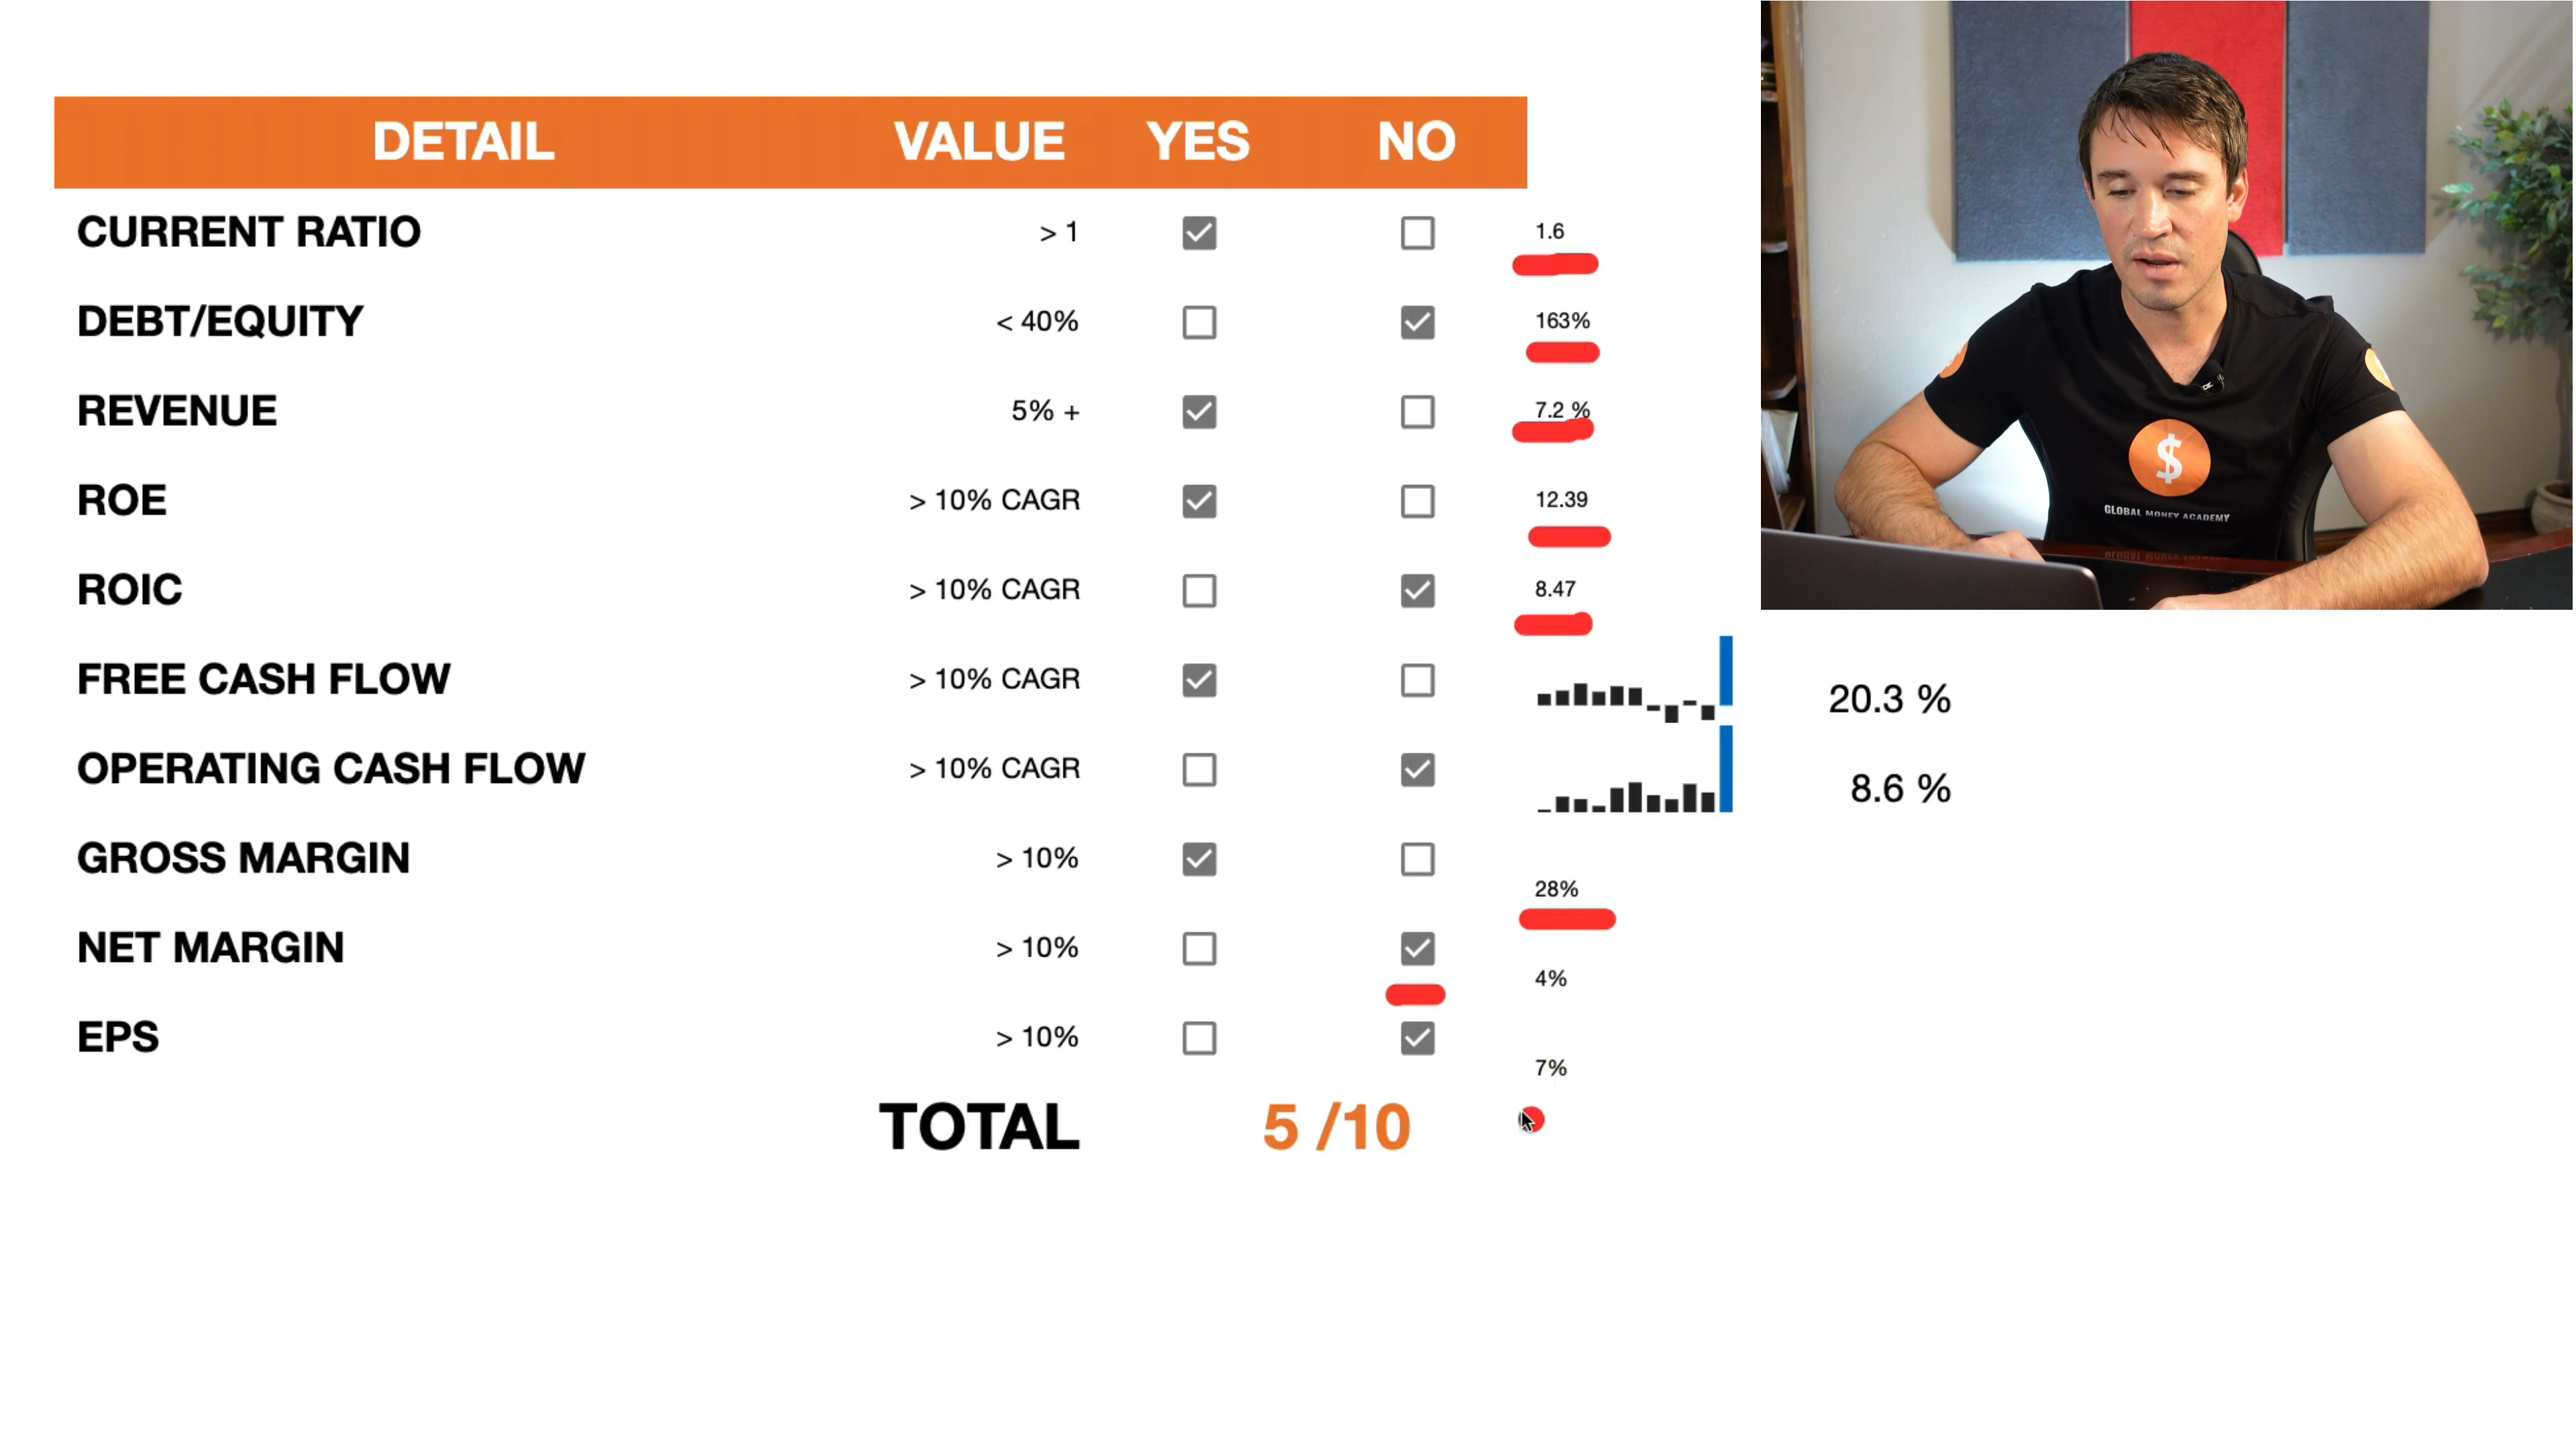 DETAIL VALUE YES NO
CURRENT RATIO > 1 1.6
DEBT/EQUITY < 40% 163%
REVENUE 5% + 7.2 %
ROE > 10% CAGR 12.39
ROIC > 10% CAGR 8.47
FREE CASH FLOW > 10% CAGR 20.3 %
OPERATING CASH FLOW > 10% CAGR 8.6 %
GROSS MARGIN > 10% 28%
NET MARGIN > 10% 4%
EPS > 10% 7%
TOTAL 5 /10
$
GLOBAL MONEY ACADEMY